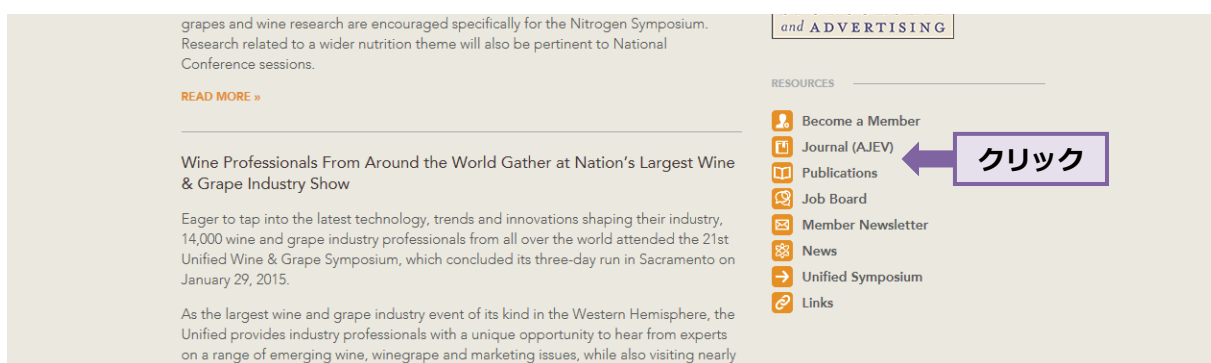 grapes and wine research are encouraged specifically for the Nitrogen Symposium.
Research related to a wider nutrition theme will also be pertinent to National
Conference sessions.
READ MORE »
Wine Professionals From Around the World Gather at Nation's Largest Wine
& Grape Industry Show
Eager to tap into the latest technology, trends and innovations shaping their industry,
14,000 wine and grape industry professionals from all over the world attended the 21st
Unified Wine & Grape Symposium, which concluded its three-day run in Sacramento on
January 29, 2015.
As the largest wine and grape industry event of its kind in the Western Hemisphere, the
Unified provides industry professionals with a unique opportunity to hear from experts
on a range of emerging wine, winegrape and marketing issues, while also visiting nearly
and ADVERTISING
RESOURCES
Become a Member
Journal (AJEV)
Publications
Job Board
Member Newsletter
News
Unified Symposium
Links
クリック